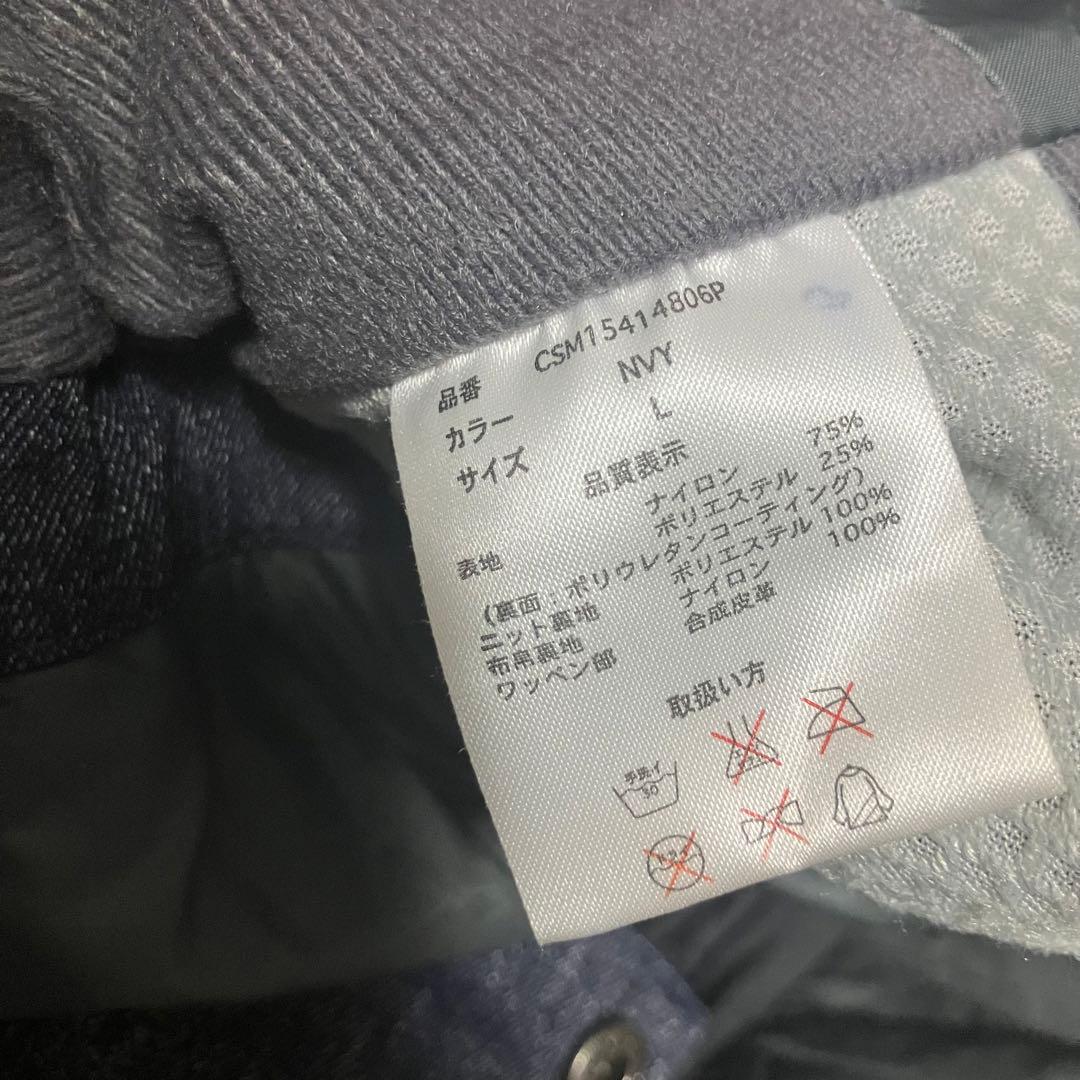 品番 CSM15414806P
カラー NVY
サイズ L
品質表示
表地 ナイロン 75%
ポリエステル 25%
(裏面:ポリウレタンコーティング)
ニット裏地 ポリエステル 100%
布帛裏地 ナイロン 100%
ワッペン部 合成皮革
取扱い方
手洗イ
30